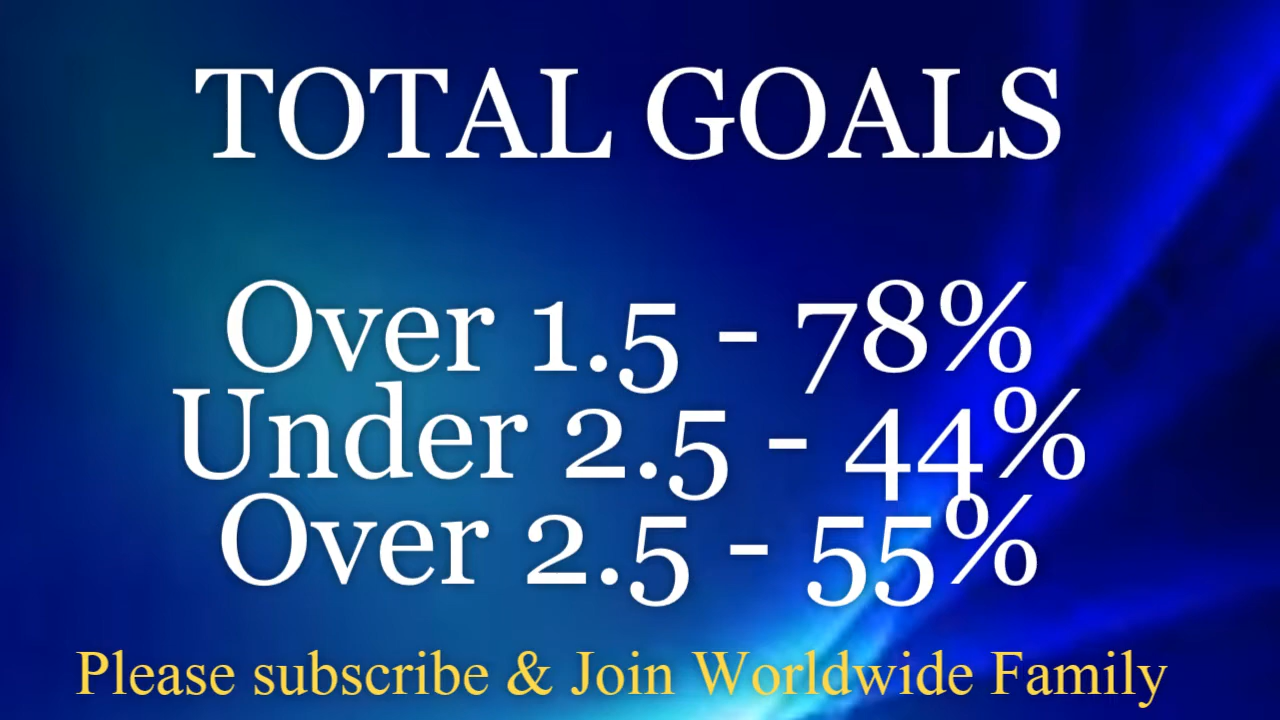 TOTAL GOALS
Over 1.5 - 78%
Under 2.5 - 44%
Over 2.5 - 55%
Please subscribe & Join Worldwide Family